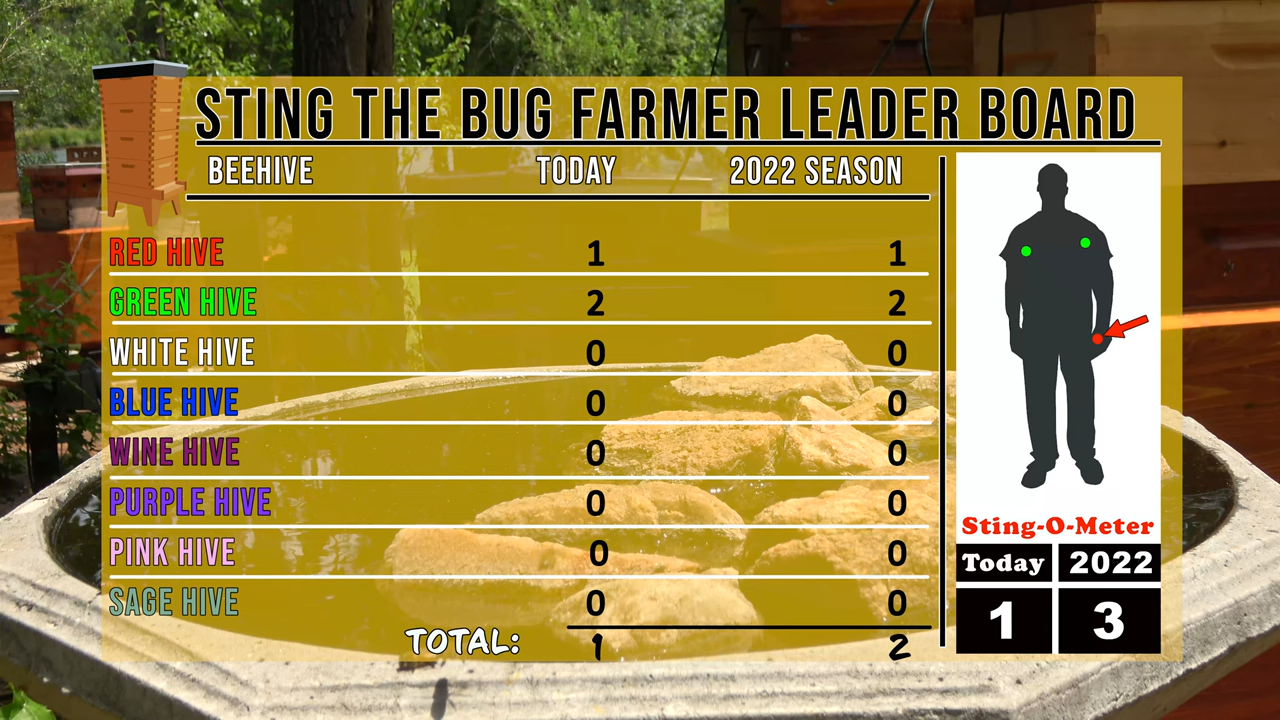 STING THE BUG FARMER LEADER BOARD
BEEHIVE TODAY 2022 SEASON
RED HIVE 1 1
GREEN HIVE 2 2
WHITE HIVE 0 0
BLUE HIVE 0 0
WINE HIVE 0 0
PURPLE HIVE 0 0
PINK HIVE 0 0
SAGE HIVE 0 0
TOTAL: 1 2
Sting-O-Meter
Today 2022
1 3